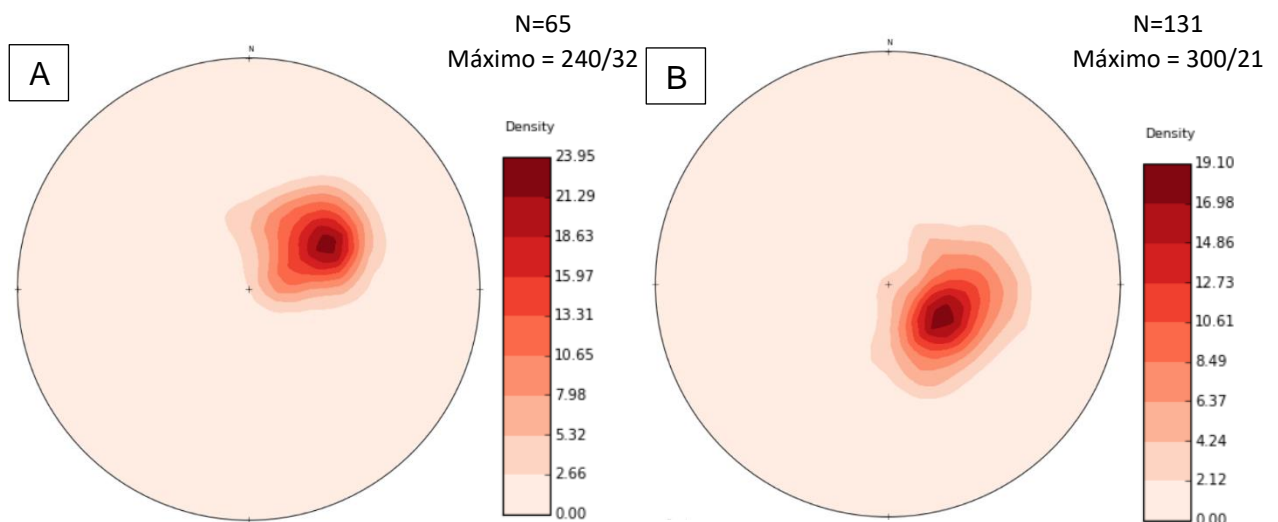 A
N=65
Máximo = 240/32
N
Density
23.95
21.29
18.63
15.97
13.31
10.65
7.98
5.32
2.66
0.00
B
N=131
Máximo = 300/21
N
Density
19.10
16.98
14.86
12.73
10.61
8.49
6.37
4.24
2.12
0.00